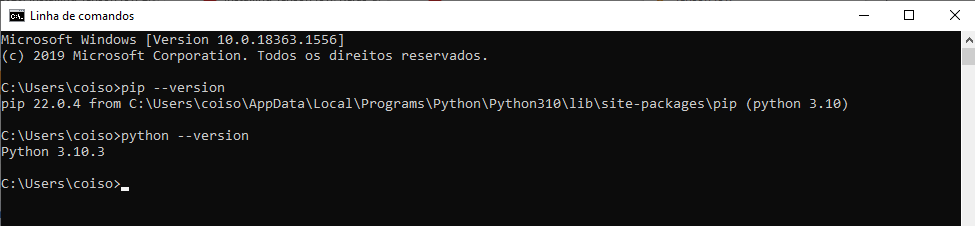 Linha de comandos
Microsoft Windows [Version 10.0.18363.1556]
(c) 2019 Microsoft Corporation. Todos os direitos reservados.
C:\Users\coiso>pip --version
pip 22.0.4 from C:\Users\coiso\AppData\Local\Programs\Python\Python310\lib\site-packages\pip (python 3.10)
C:\Users\coiso>python --version
Python 3.10.3
C:\Users\coiso>